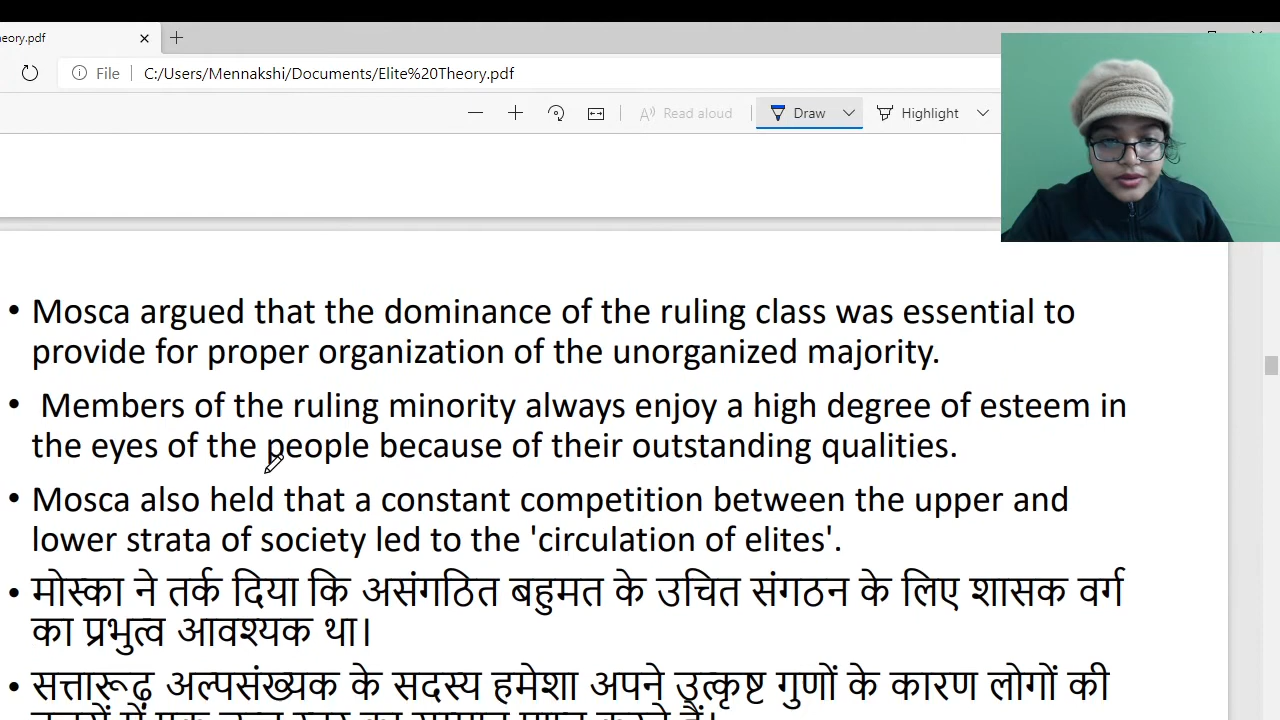 eory.pdf
File
C:/Users/Mennakshi/Documents/Elite%20Theory.pdf
Read aloud
Draw
Highlight
• Mosca argued that the dominance of the ruling class was essential to
provide for proper organization of the unorganized majority.
• Members of the ruling minority always enjoy a high degree of esteem in
the eyes of the people because of their outstanding qualities.
• Mosca also held that a constant competition between the upper and
lower strata of society led to the 'circulation of elites'.
• मोस्का ने तर्क दिया कि असंगठित बहुमत के उचित संगठन के लिए शासक वर्ग
का प्रभुत्व आवश्यक था।
• सत्तारूढ़ अल्पसंख्यक के सदस्य हमेशा अपने उत्कृष्ट गुणों के कारण लोगों की